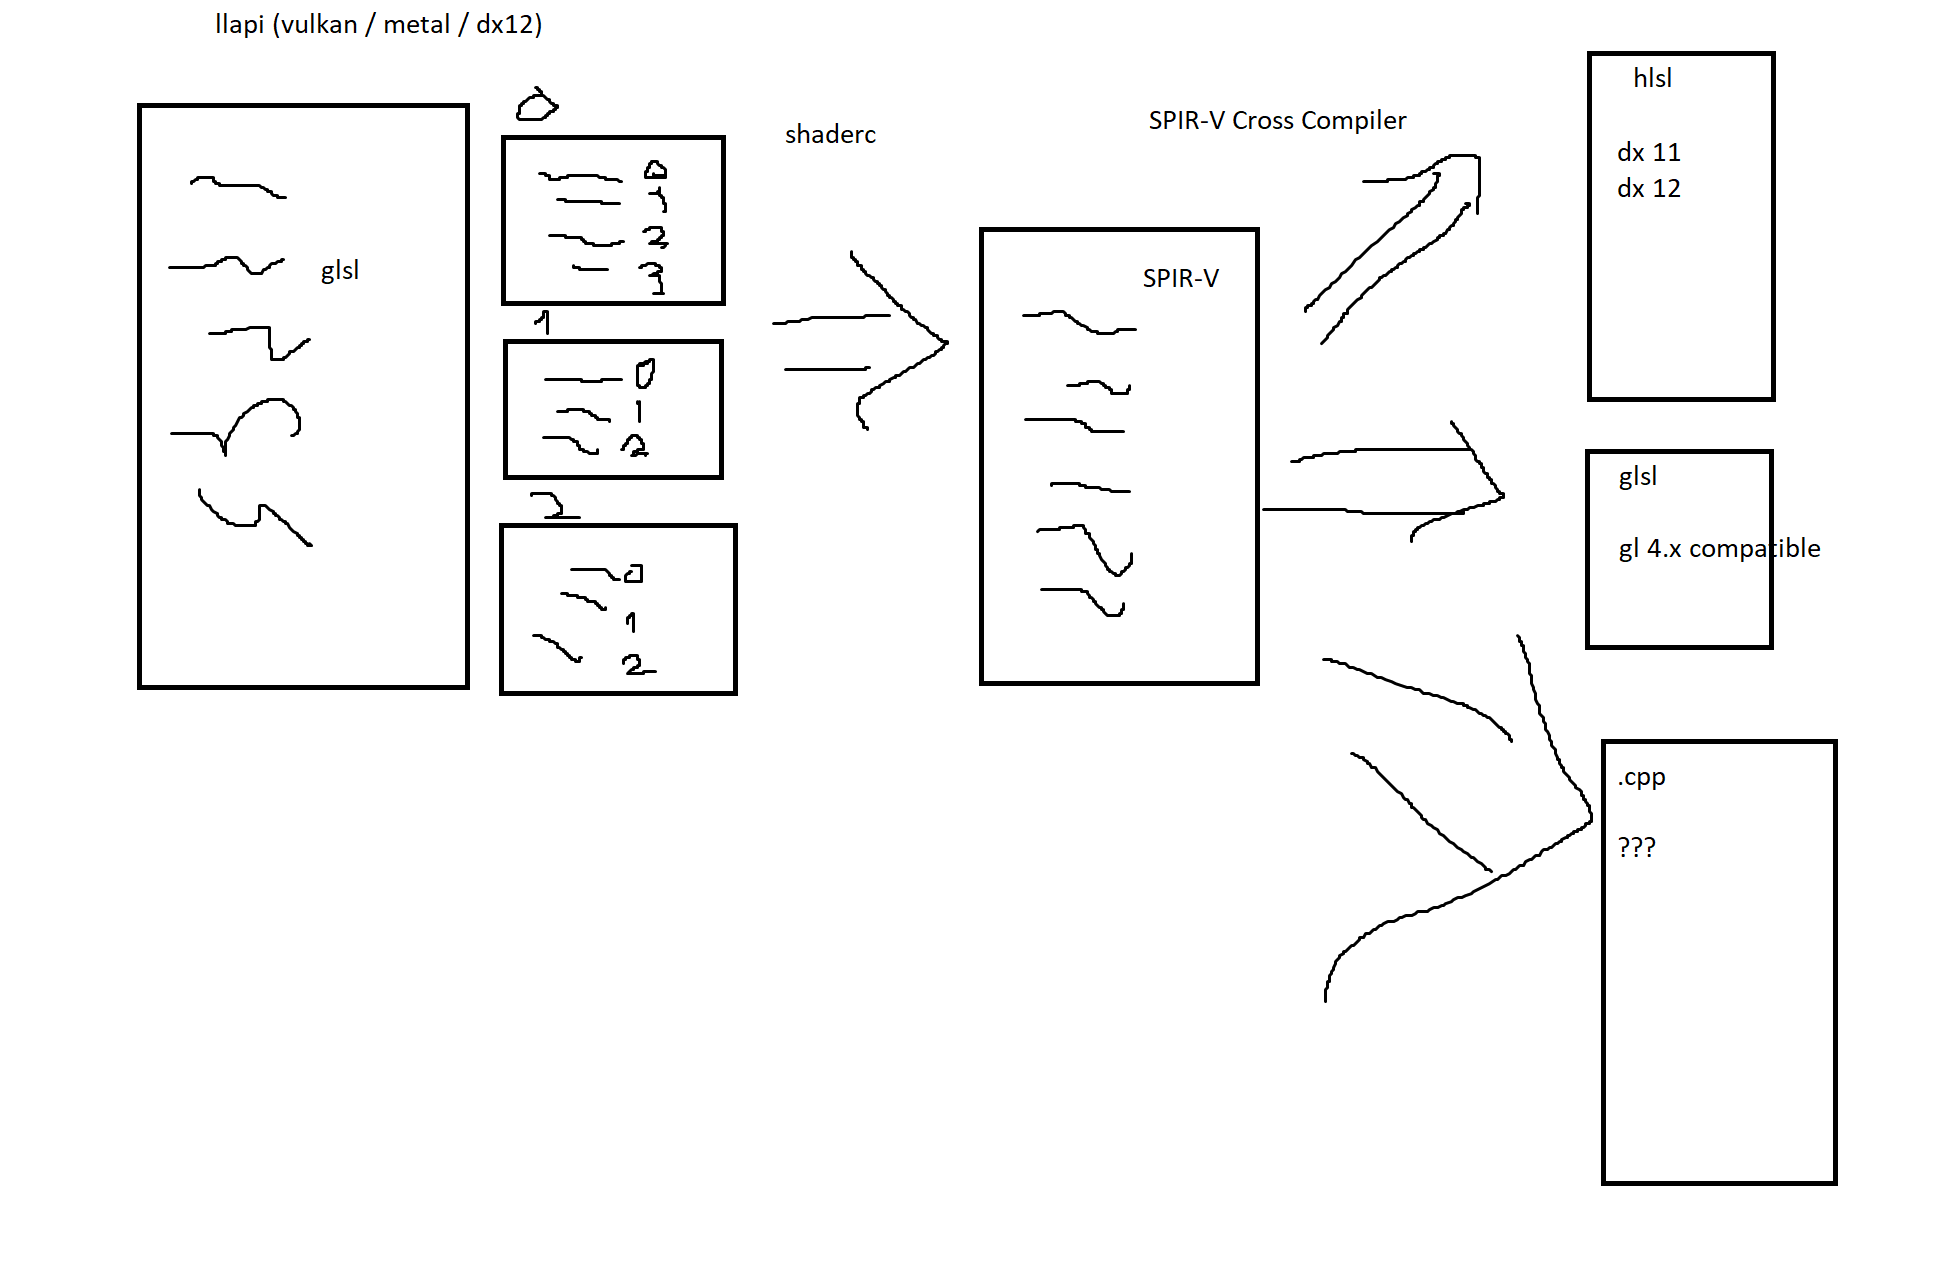 llapi (vulkan / metal / dx12)
glsl
0
0
1
2
3
1
0
1
2
2
0
1
2
shaderc
SPIR-V
SPIR-V Cross Compiler
hlsl
dx 11
dx 12
glsl
gl 4.x compatible
.cpp
???